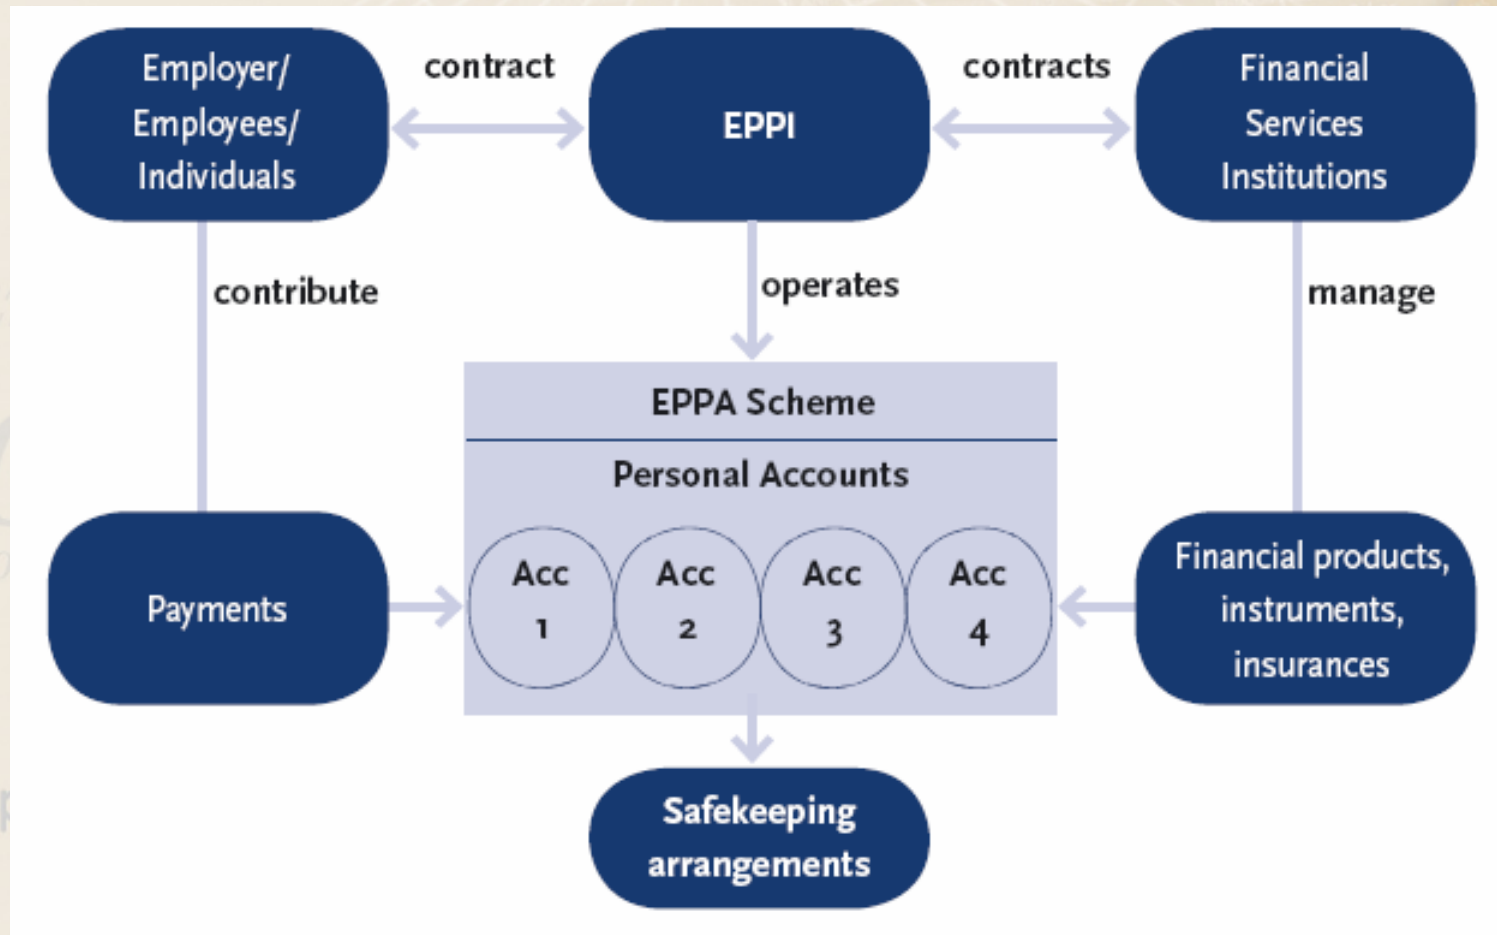 Employer/
Employees/
Individuals
contract
EPPI
contracts
Financial
Services
Institutions
contribute
operates
manage
EPPA Scheme
Personal Accounts
Payments
Acc
1
Acc
2
Acc
3
Acc
4
Financial products,
instruments,
insurances
Safekeeping
arrangements